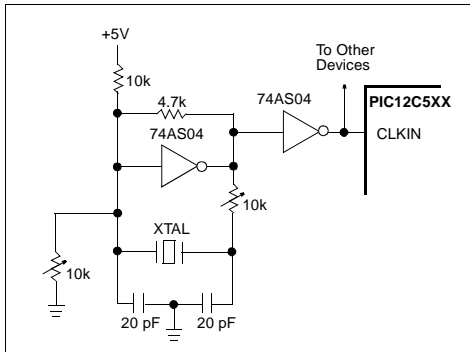 +5V
To Other
Devices
10k
4.7k
74AS04
PIC12C5XX
74AS04
CLKIN
10k
XTAL
10k
20 pF
20 pF